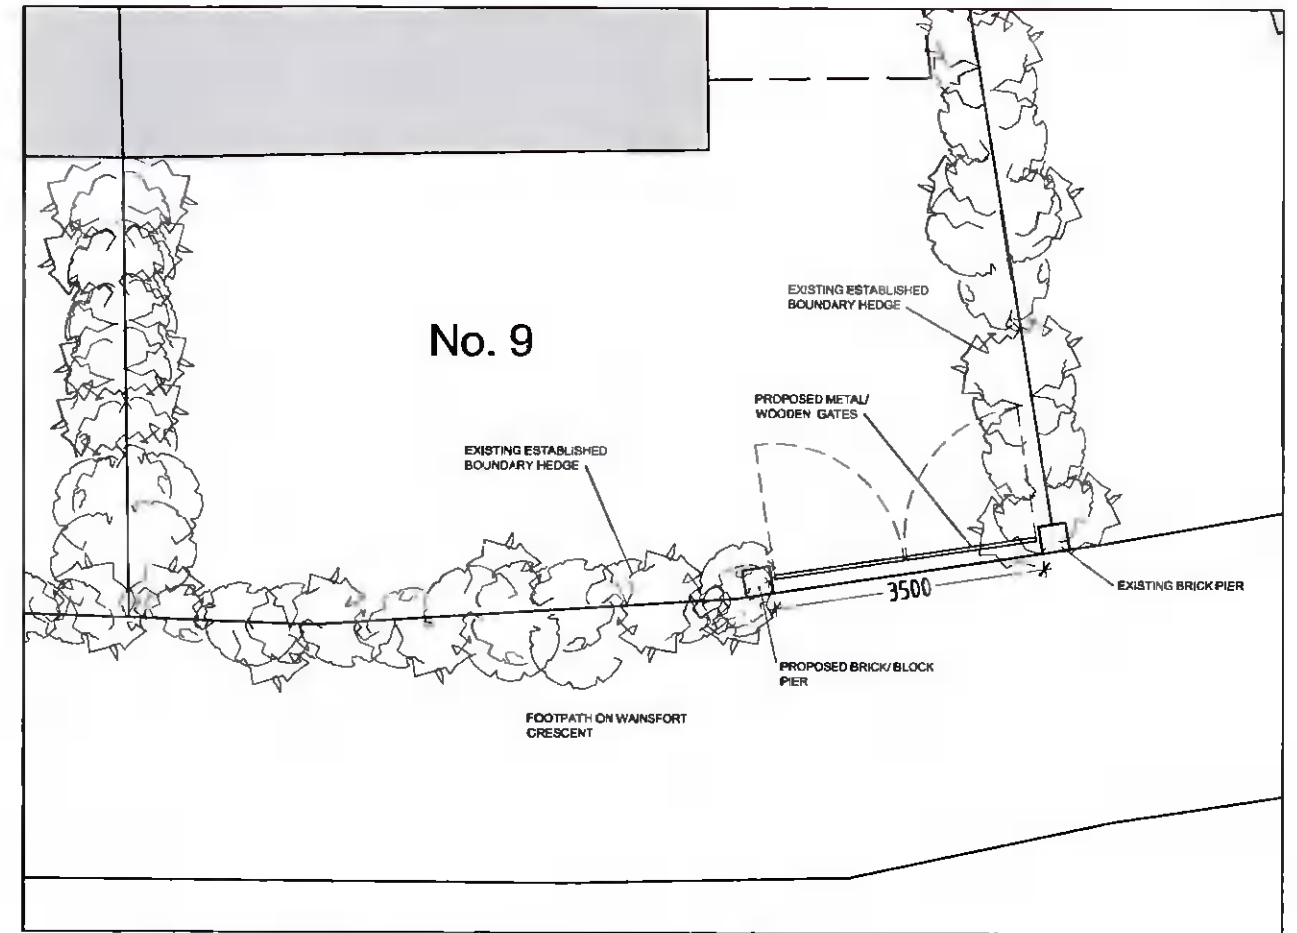 EXISTING ESTABLISHED
BOUNDARY HEDGE
No. 9
PROPOSED METAL/
WOODEN GATES
EXISTING ESTABLISHED
BOUNDARY HEDGE
3500
EXISTING BRICK PIER
PROPOSED BRICK/BLOCK
PIER
FOOTPATH ON WAINSFORT
CRESCENT